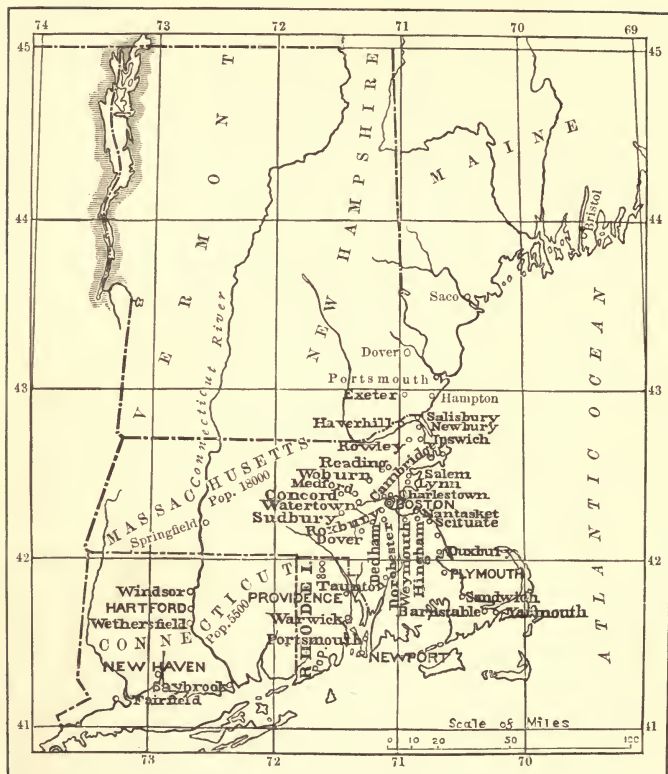 74 73 72 71 70 69
45 45
VERMONT
NEW HAMPSHIRE
MAINE
Connecticut River
44 44
Bristol
Saco
ATLANTIC OCEAN
Dover
Portsmouth
43 43
Exeter
Hampton
Haverhill
Salisbury
Newbury
Rowley
Ipswich
MASSACHUSETTS
Pop. 18000
Springfield
Reading
Woburn
Medford
Cambridge
Salem
Lynn
Concord
Charlestown
Watertown
BOSTON
Sudbury
Roxbury
Nantasket
Dover
Scituate
Dedham
Dorchester
Weymouth
Hingham
42 42
Duxbury
PLYMOUTH
CONNECTICUT
Pop. 5500
RHODE I.
Pop. 1800
Windsor
HARTFORD
Wethersfield
Taunton
PROVIDENCE
Sandwich
Barnstable
Yarmouth
Warwick
Portsmouth
NEWPORT
NEW HAVEN
Saybrook
Fairfield
41 41
Scale of Miles
0 10 20 50 100
73 72 71 70